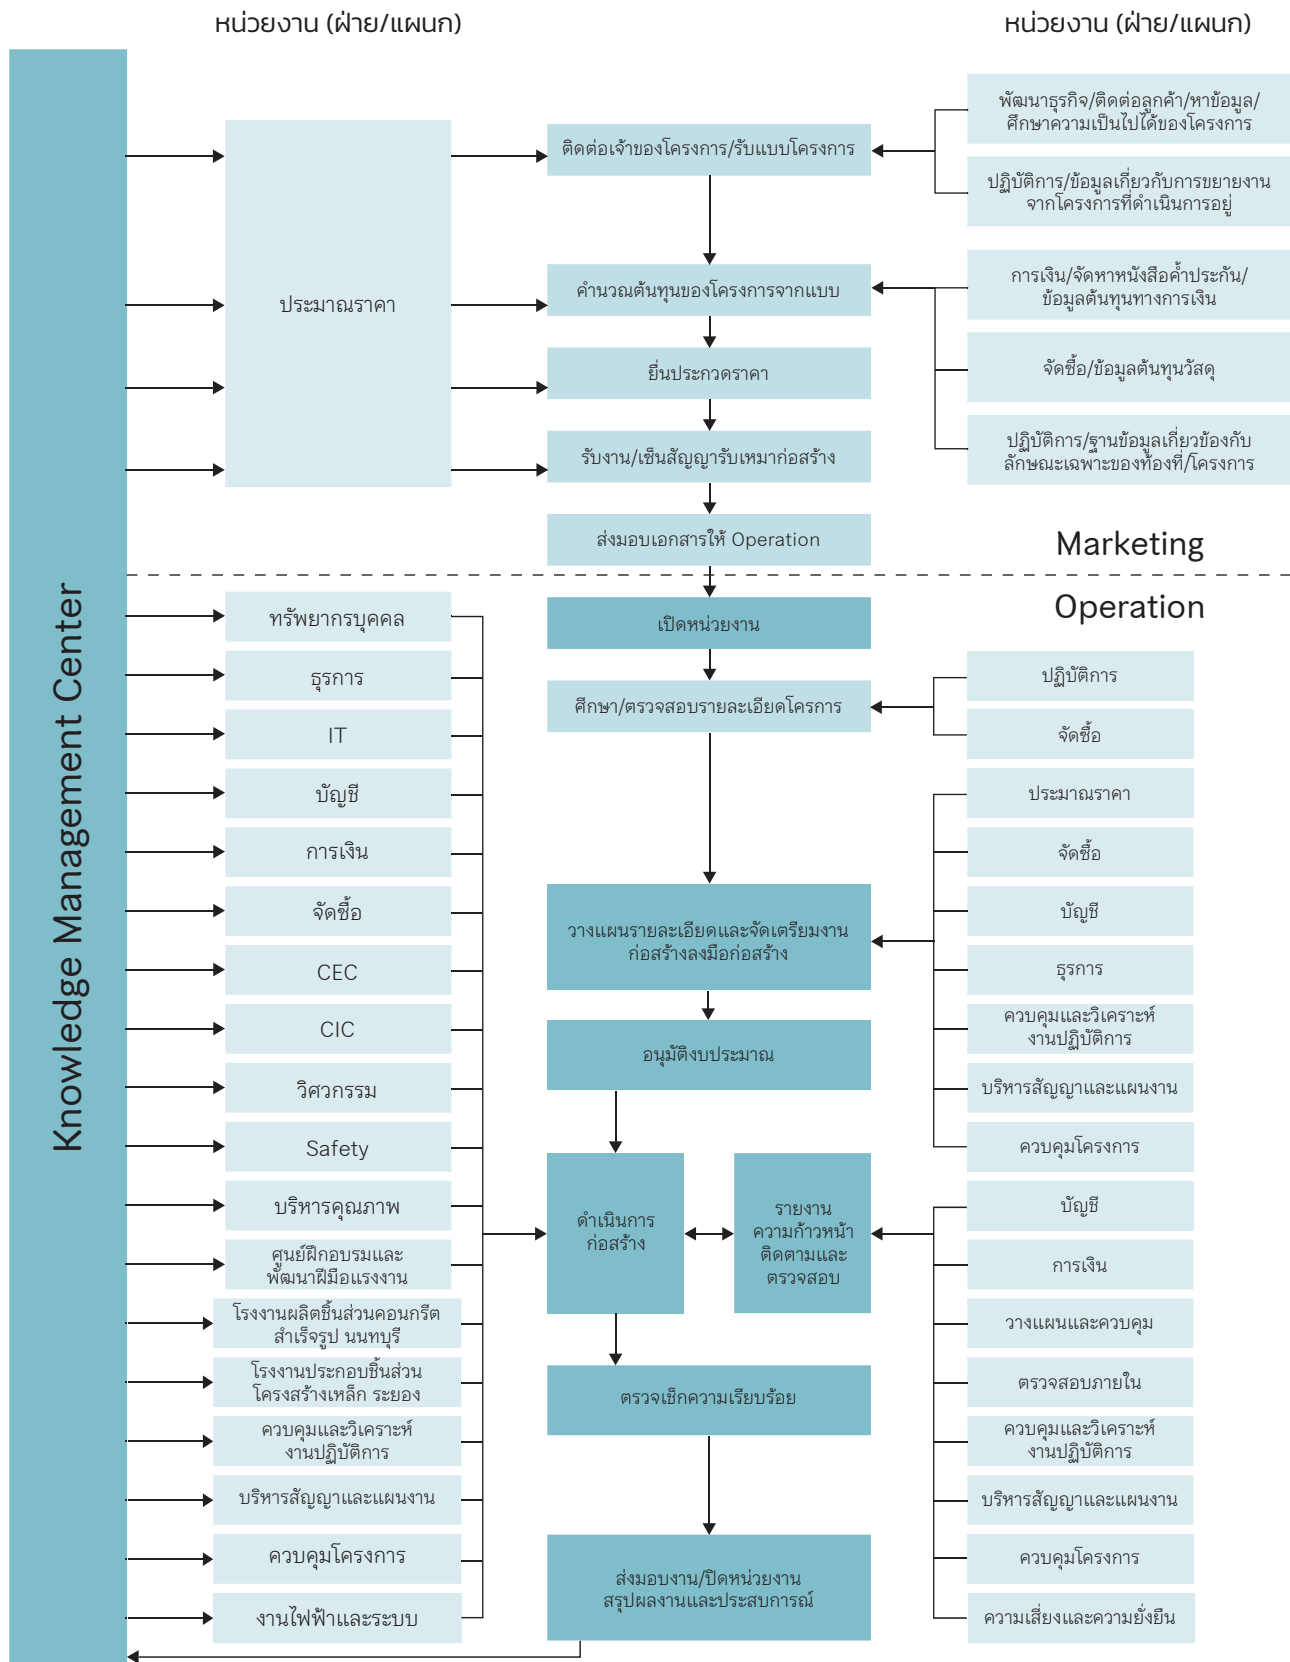 หน่วยงาน (ฝ่าย/แผนก)
หน่วยงาน (ฝ่าย/แผนก)
Knowledge Management Center
ประมาณราคา
ติดต่อเจ้าของโครงการ/รับแบบโครงการ
คำนวณต้นทุนของโครงการจากแบบ
ยื่นประกวดราคา
รับงาน/เซ็นสัญญารับเหมาก่อสร้าง
ส่งมอบเอกสารให้ Operation
พัฒนาธุรกิจ/ติดต่อลูกค้า/หาข้อมูล/
ศึกษาความเป็นไปได้ของโครงการ
ปฏิบัติการ/ข้อมูลเกี่ยวกับการขยายงาน
จากโครงการที่ดำเนินการอยู่
การเงิน/จัดหาหนังสือค้ำประกัน/
ข้อมูลต้นทุนทางการเงิน
จัดซื้อ/ข้อมูลต้นทุนวัสดุ
ปฏิบัติการ/ฐานข้อมูลเกี่ยวข้องกับ
ลักษณะเฉพาะของท้องที่/โครงการ
Marketing
Operation
ทรัพยากรบุคคล
ธุรการ
IT
บัญชี
การเงิน
จัดซื้อ
CEC
CIC
วิศวกรรม
Safety
บริหารคุณภาพ
ศูนย์ฝึกอบรมและ
พัฒนาฝีมือแรงงาน
โรงงานผลิตชิ้นส่วนคอนกรีต
สำเร็จรูป นนทบุรี
โรงงานประกอบชิ้นส่วน
โครงสร้างเหล็ก ระยอง
ควบคุมและวิเคราะห์
งานปฏิบัติการ
บริหารสัญญาและแผนงาน
ควบคุมโครงการ
งานไฟฟ้าและระบบ
เปิดหน่วยงาน
ศึกษา/ตรวจสอบรายละเอียดโครการ
วางแผนรายละเอียดและจัดเตรียมงาน
ก่อสร้างลงมือก่อสร้าง
อนุมัติงบประมาณ
ดำเนินการ
ก่อสร้าง
รายงาน
ความก้าวหน้า
ติดตามและ
ตรวจสอบ
ตรวจเช็กความเรียบร้อย
ส่งมอบงาน/ปิดหน่วยงาน
สรุปผลงานและประสบการณ์
ปฏิบัติการ
จัดซื้อ
ประมาณราคา
จัดซื้อ
บัญชี
ธุรการ
ควบคุมและวิเคราะห์
งานปฏิบัติการ
บริหารสัญญาและแผนงาน
ควบคุมโครงการ
บัญชี
การเงิน
วางแผนและควบคุม
ตรวจสอบภายใน
ควบคุมและวิเคราะห์
งานปฏิบัติการ
บริหารสัญญาและแผนงาน
ควบคุมโครงการ
ความเสี่ยงและความยั่งยืน